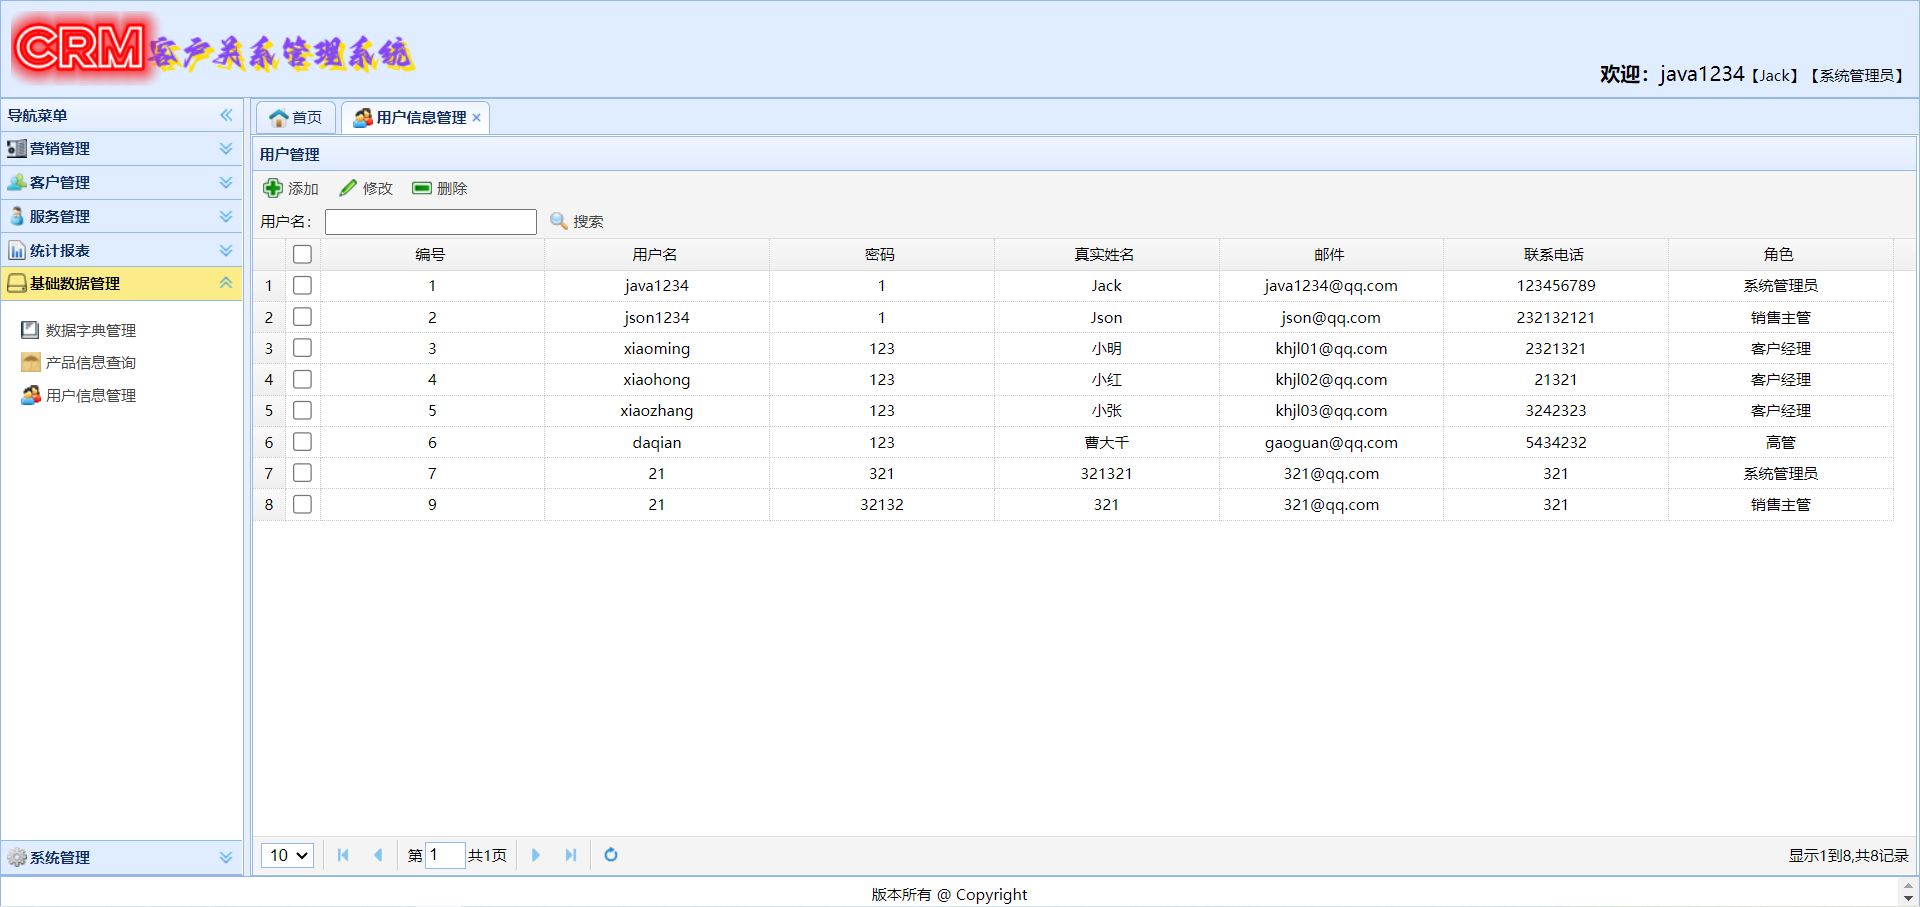 CRM客户关系管理系统
欢迎：java1234【Jack】【系统管理员】
导航菜单
营销管理
客户管理
服务管理
统计报表
基础数据管理
数据字典管理
产品信息查询
用户信息管理
系统管理
首页 用户信息管理
用户管理
添加 修改 删除
用户名： 搜索
编号 用户名 密码 真实姓名 邮件 联系电话 角色
1 1 java1234 1 Jack java1234@qq.com 123456789 系统管理员
2 2 json1234 1 Json json@qq.com 232132121 销售主管
3 3 xiaoming 123 小明 khjl01@qq.com 2321321 客户经理
4 4 xiaohong 123 小红 khjl02@qq.com 21321 客户经理
5 5 xiaozhang 123 小张 khjl03@qq.com 3242323 客户经理
6 6 daqian 123 曹大千 gaoguan@qq.com 5434232 高管
7 7 21 321 321321 321@qq.com 321 系统管理员
8 9 21 32132 321 321@qq.com 321 销售主管
10 第 1 共1页 显示1到8,共8记录
版本所有 @ Copyright